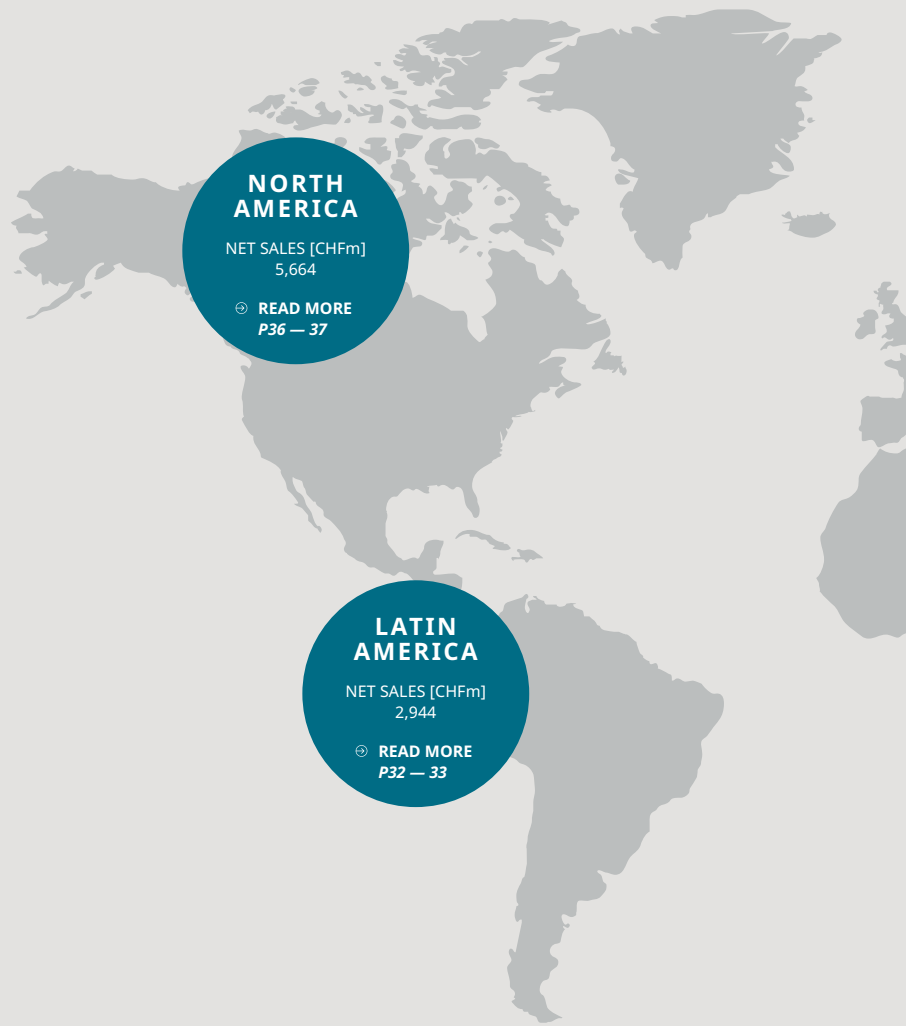 NORTH
AMERICA
NET SALES [CHFm]
5,664
READ MORE
P36 — 37
LATIN
AMERICA
NET SALES [CHFm]
2,944
READ MORE
P32 — 33